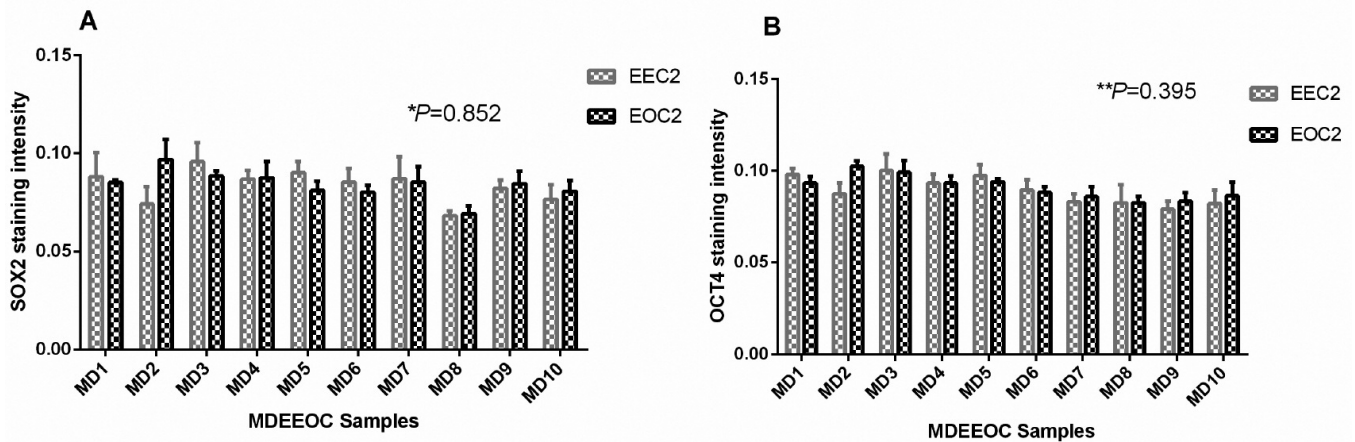 A
SOX2 staining intensity
0.15
0.10
0.05
0.00
*P=0.852
EEC2
EOC2
MD1
MD2
MD3
MD4
MD5
MD6
MD7
MD8
MD9
MD10
MDEEOC Samples
B
OCT4 staining intensity
0.15
0.10
0.05
0.00
**P=0.395
EEC2
EOC2
MD1
MD2
MD3
MD4
MD5
MD6
MD7
MD8
MD9
MD10
MDEEOC Samples